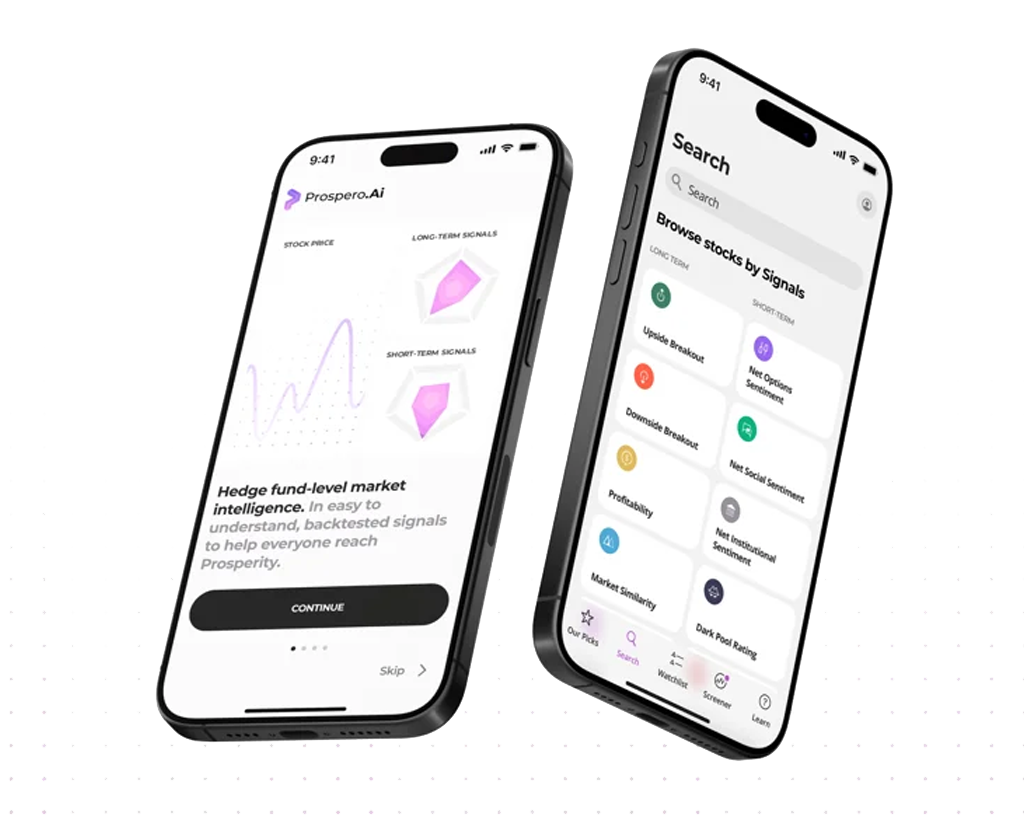 9:41
Prospero.Ai
STOCK PRICE
LONG-TERM SIGNALS
SHORT-TERM SIGNALS
Hedge fund-level market
intelligence. In easy to
understand, backtested signals
to help everyone reach
Prosperity.
CONTINUE
Skip
9:41
Search
Search
Browse stocks by Signals
LONG TERM
SHORT-TERM
Upside Breakout
Net Options
Sentiment
Downside Breakout
Net Social Sentiment
Profitability
Net Institutional
Sentiment
Market Similarity
Dark Pool Rating
Our Picks
Search
Watchlist
Screener
Learn